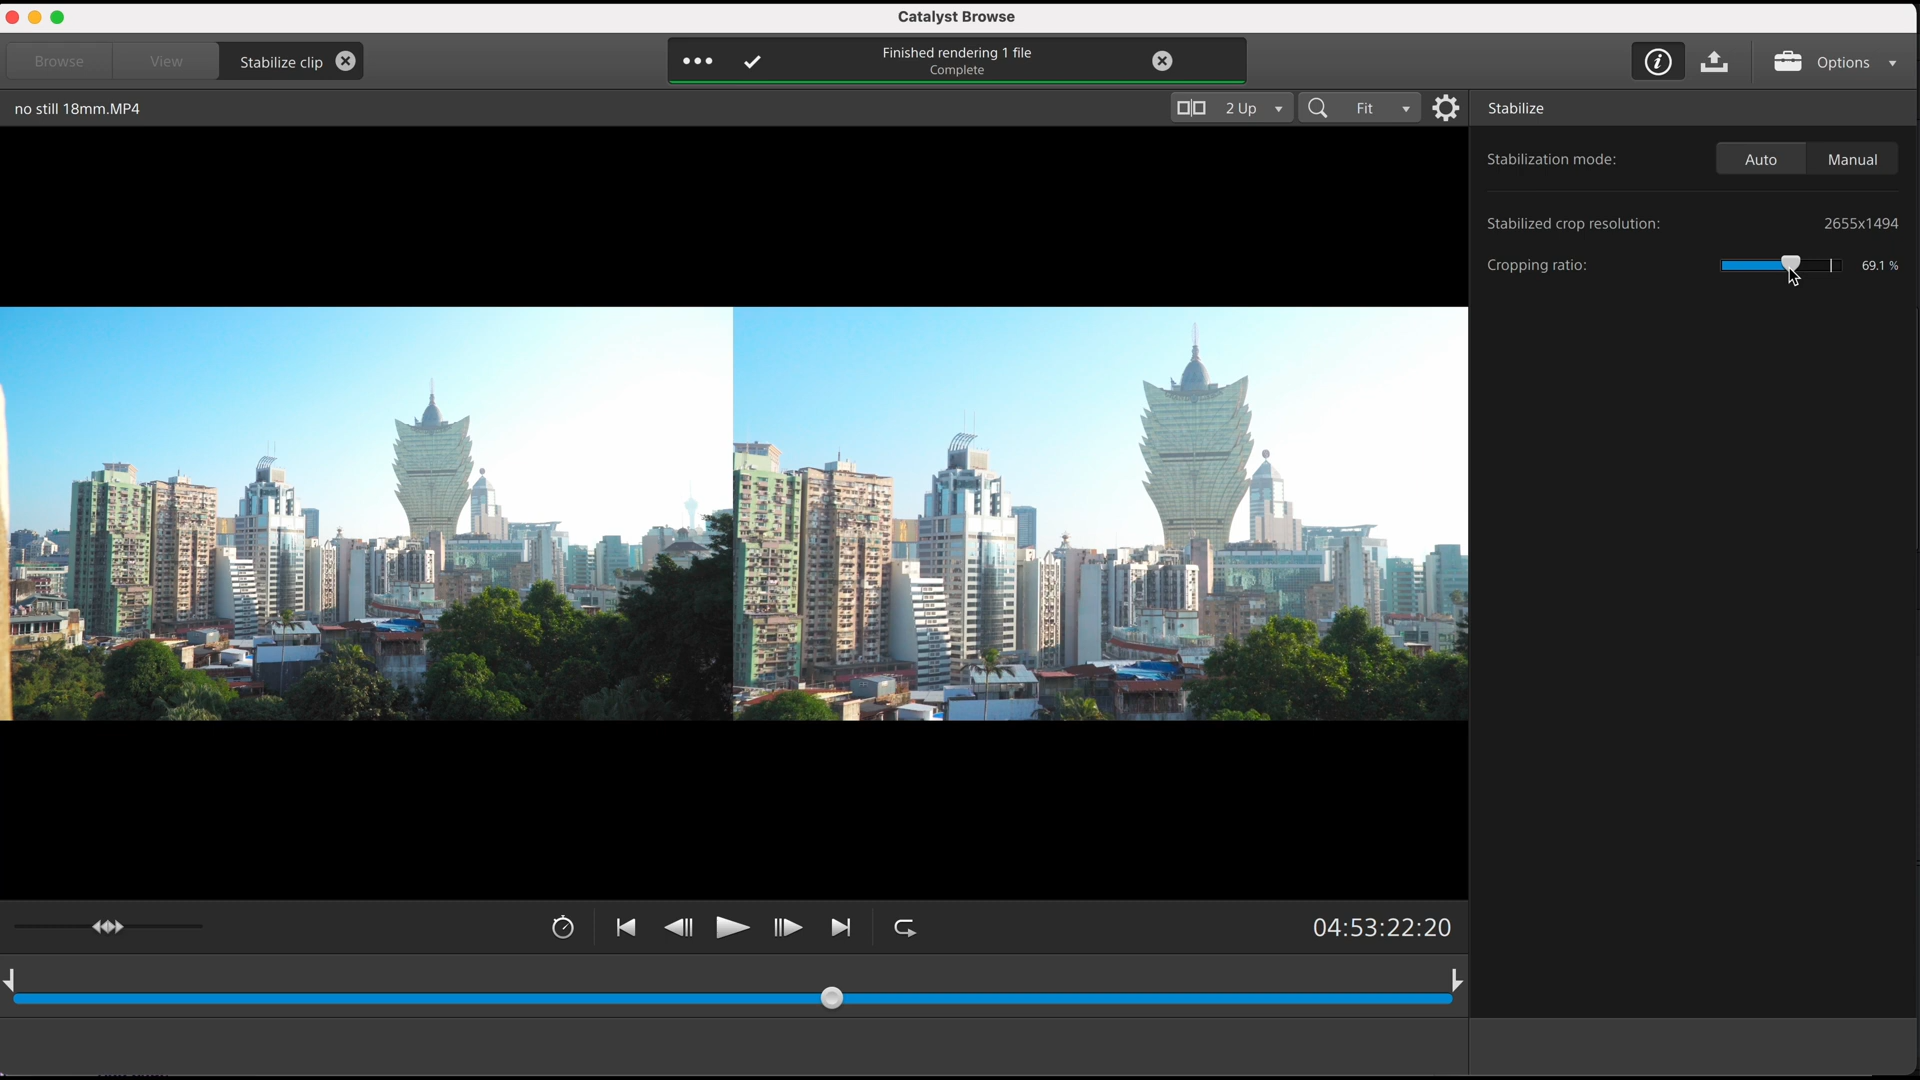 Catalyst Browse
Browse
View
Stabilize clip
Finished rendering 1 file
Complete
Options
no still 18mm.MP4
2 Up
Fit
Stabilize
Stabilization mode:
Auto
Manual
Stabilized crop resolution:
2655x1494
Cropping ratio:
69.1 %
04:53:22:20